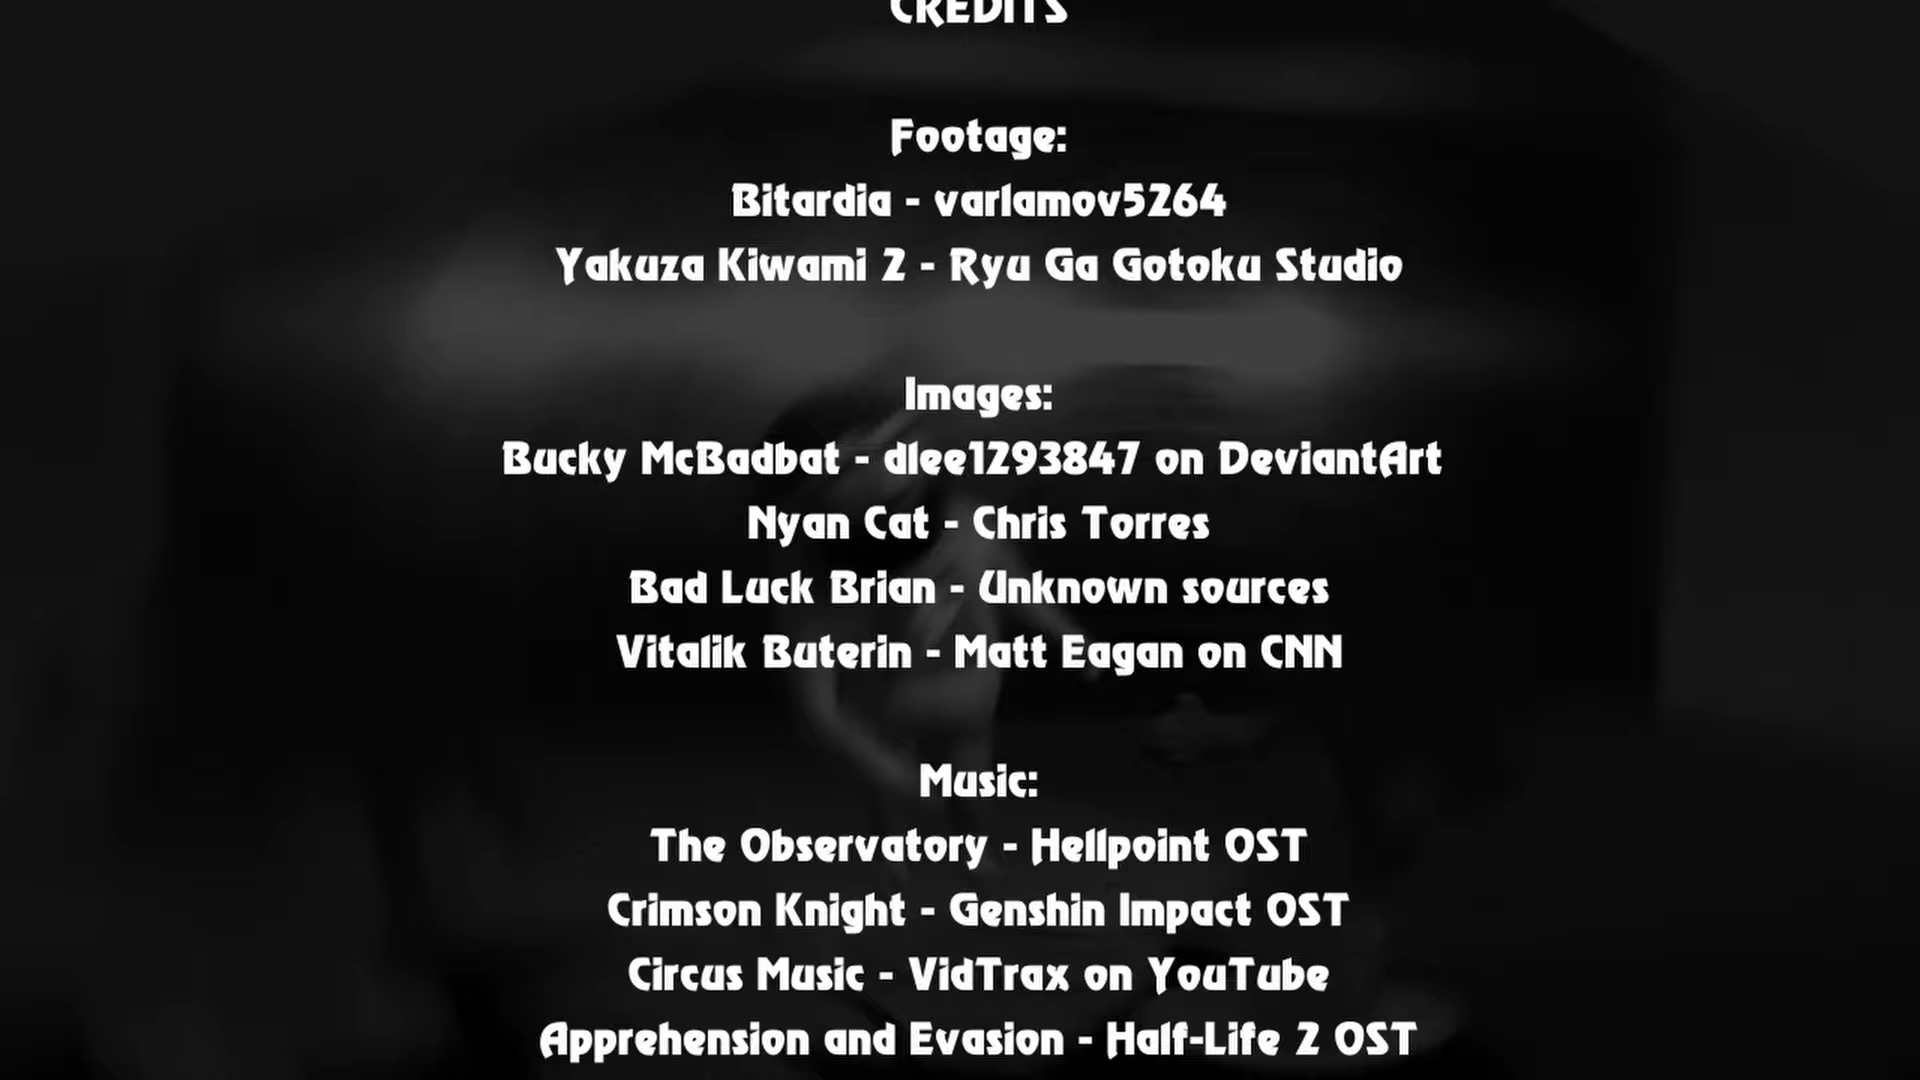 CREDITS
Footage:
Bitardia - varlamov5264
Yakuza Kiwami 2 - Ryu Ga Gotoku Studio
Images:
Bucky McBadbat - dlee1293847 on DeviantArt
Nyan Cat - Chris Torres
Bad Luck Brian - Unknown sources
Vitalik Buterin - Matt Eagan on CNN
Music:
The Observatory - Hellpoint OST
Crimson Knight - Genshin Impact OST
Circus Music - VidTrax on YouTube
Apprehension and Evasion - Half-Life 2 OST